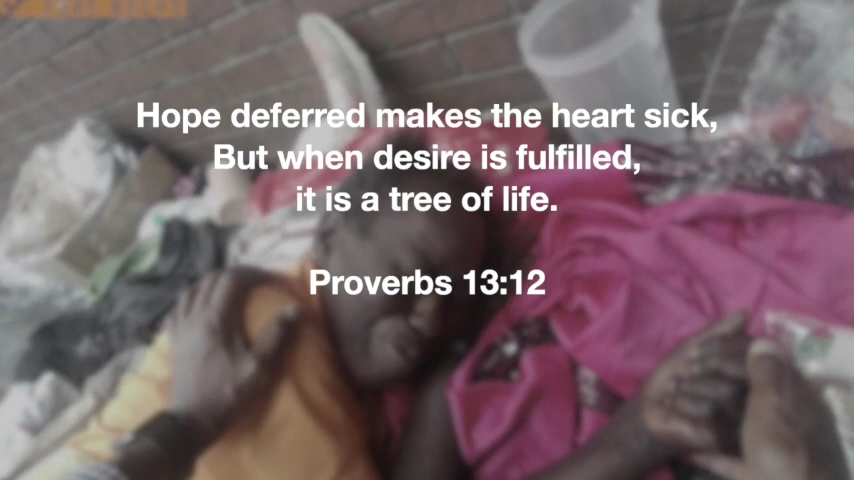 Hope deferred makes the heart sick,
But when desire is fulfilled,
it is a tree of life.
Proverbs 13:12